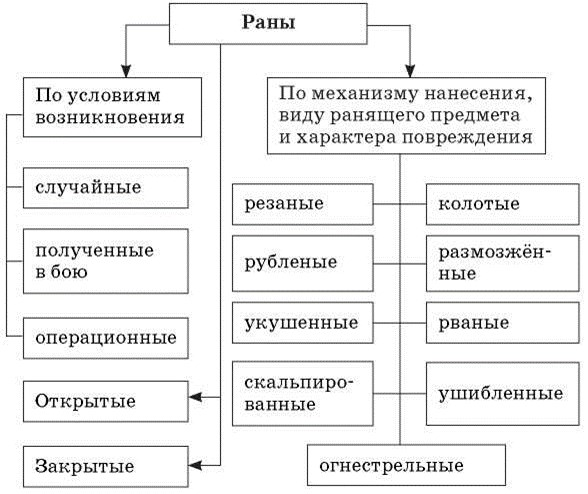 Раны
По условиям
возникновения
случайные
полученные
в бою
операционные
Открытые
Закрытые
По механизму нанесения,
виду ранящего предмета
и характера повреждения
резаные
колотые
рубленые
размозжён-
ные
укушенные
рваные
скальпиро-
ванные
ушибленные
огнестрельные